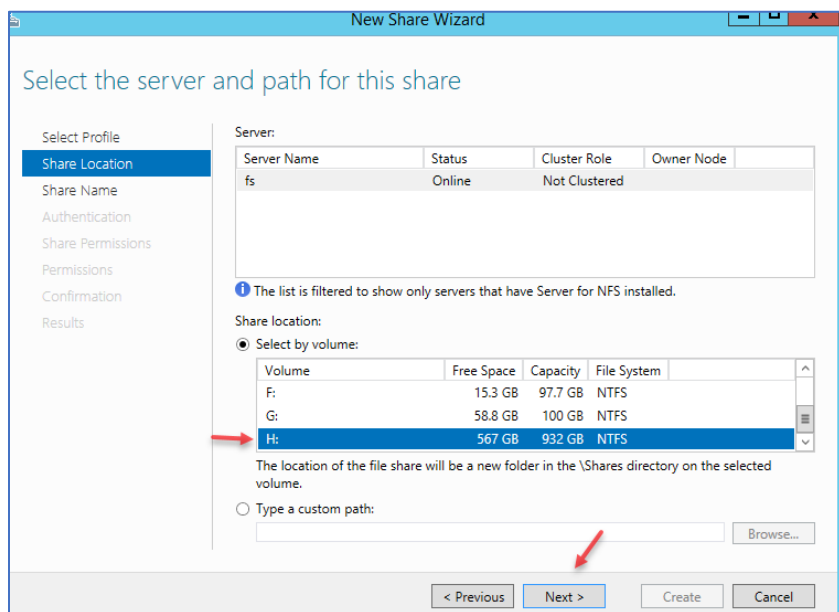 New Share Wizard
Select the server and path for this share
Select Profile
Share Location
Share Name
Authentication
Share Permissions
Permissions
Confirmation
Results
Server:
Server Name Status Cluster Role Owner Node
fs Online Not Clustered
The list is filtered to show only servers that have Server for NFS installed.
Share location:
Select by volume:
Volume Free Space Capacity File System
F: 15.3 GB 97.7 GB NTFS
G: 58.8 GB 100 GB NTFS
H: 567 GB 932 GB NTFS
The location of the file share will be a new folder in the \Shares directory on the selected
volume.
Type a custom path:
Browse...
< Previous Next > Create Cancel